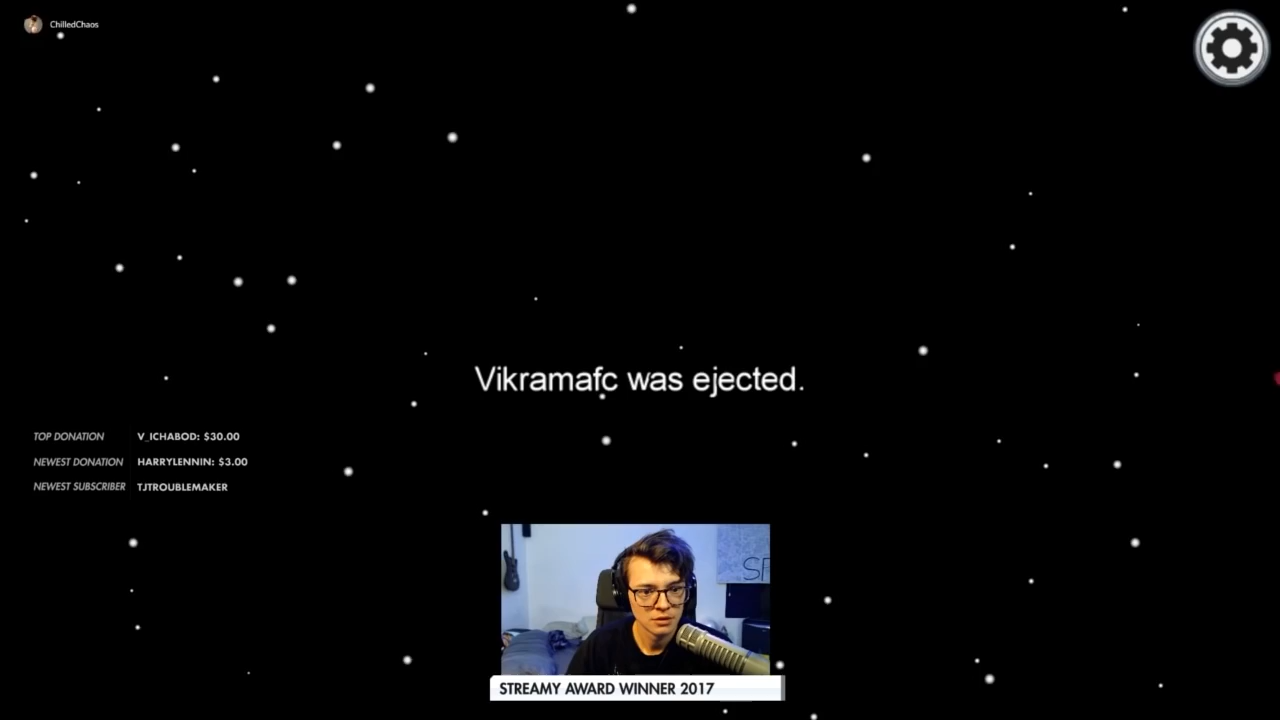 ChilledChaos
Vikramafc was ejected.
TOP DONATION V_ICHABOD: $30.00
NEWEST DONATION HARRYLENNIN: $3.00
NEWEST SUBSCRIBER TJTROUBLEMAKER
SF
STREAMY AWARD WINNER 2017